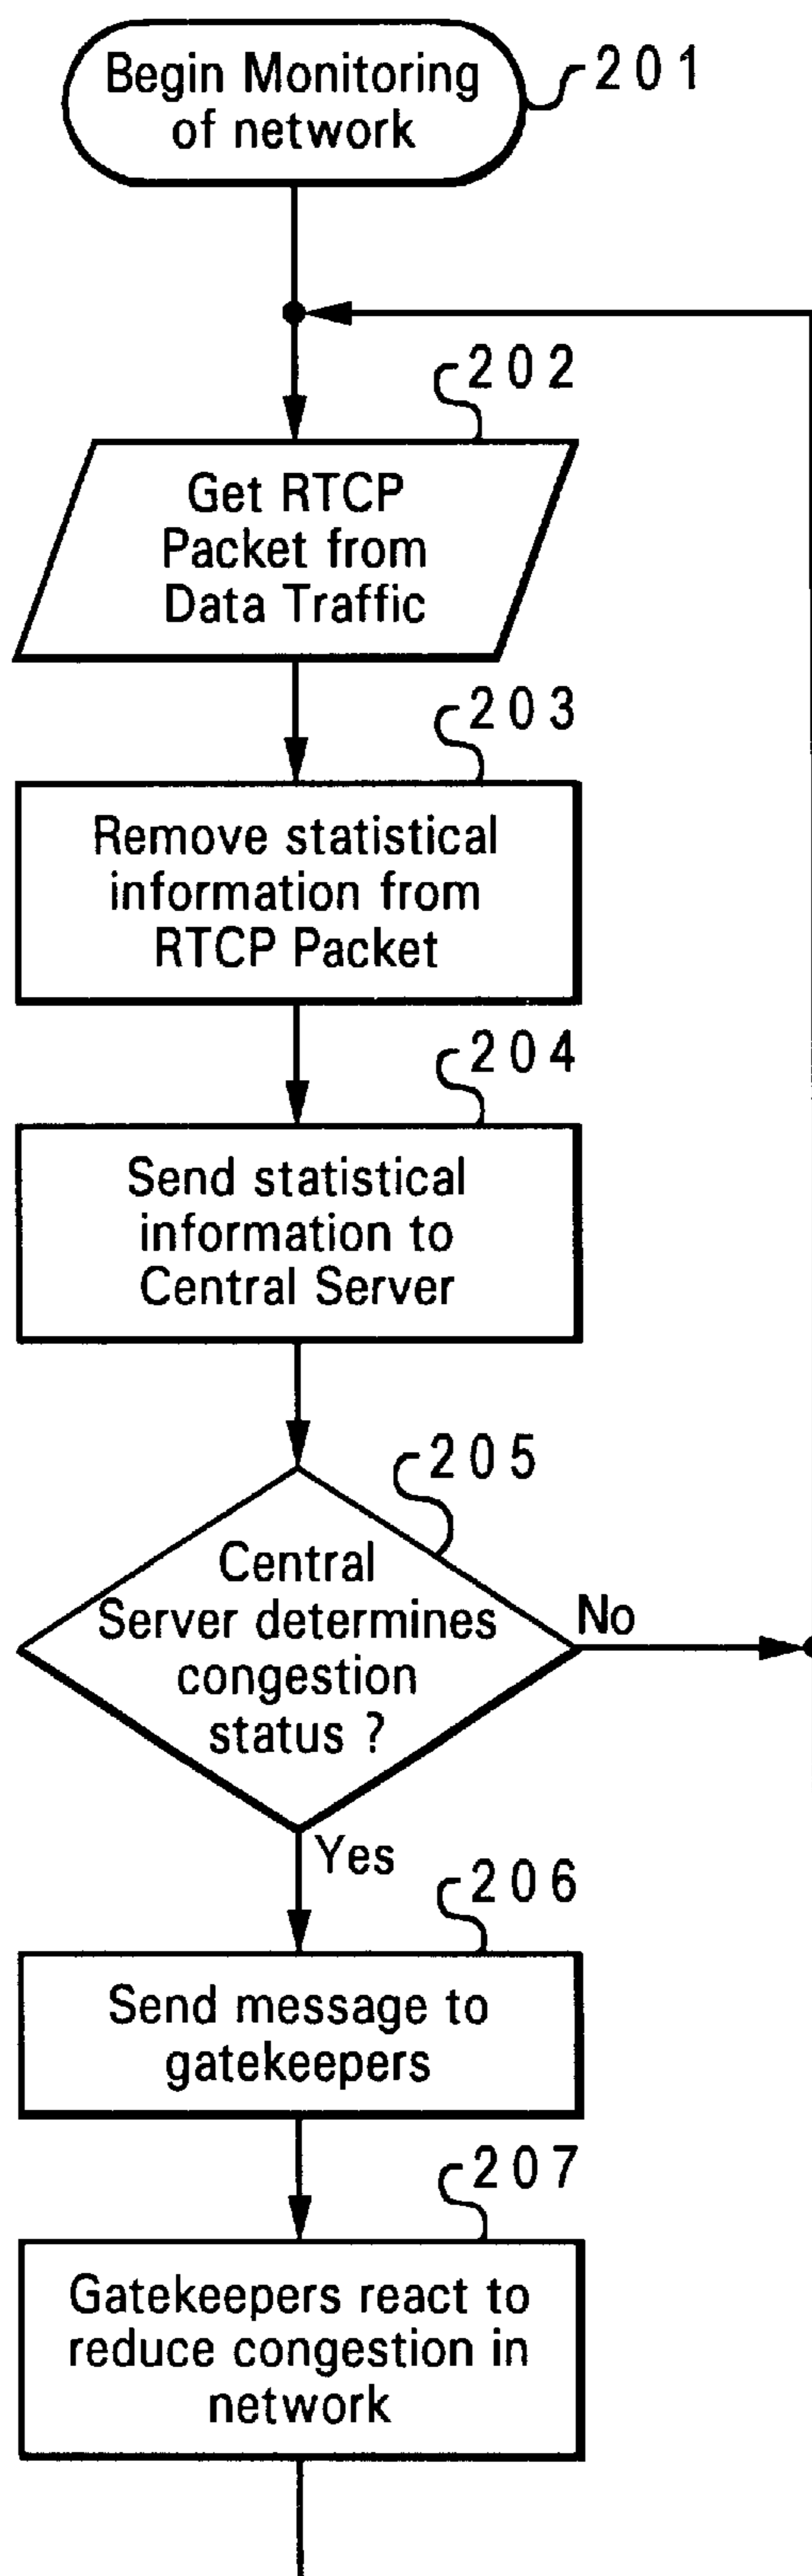 Begin Monitoring
of network
201
202
Get RTCP
Packet from
Data Traffic
203
Remove statistical
information from
RTCP Packet
204
Send statistical
information to
Central Server
205
Central
Server determines
congestion
status ?
No
Yes
206
Send message to
gatekeepers
207
Gatekeepers react to
reduce congestion in
network